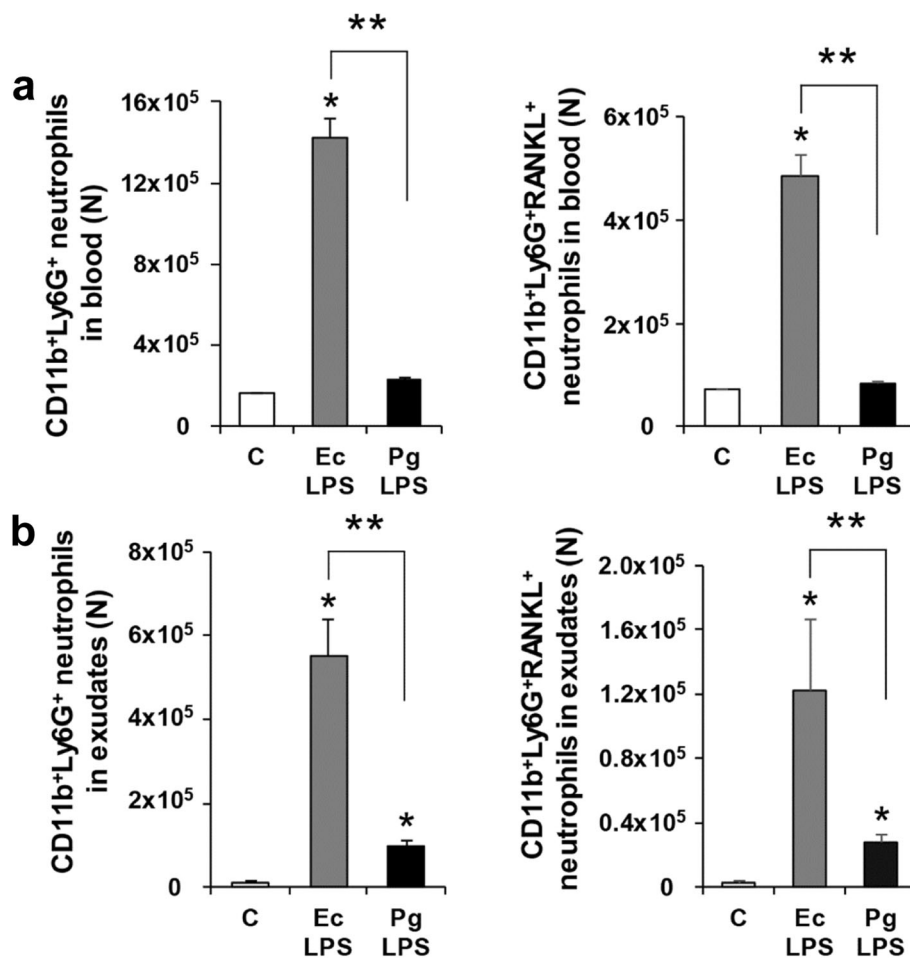 a
CD11b⁺Ly6G⁺ neutrophils
in blood (N)
16x10⁵
12x10⁵
8x10⁵
4x10⁵
0
*
**
C
Ec
LPS
Pg
LPS
CD11b⁺Ly6G⁺RANKL⁺
neutrophils in blood (N)
6x10⁵
4x10⁵
2x10⁵
0
*
**
C
Ec
LPS
Pg
LPS
b
CD11b⁺Ly6G⁺ neutrophils
in exudates (N)
8x10⁵
6x10⁵
4x10⁵
2x10⁵
0
*
**
*
C
Ec
LPS
Pg
LPS
CD11b⁺Ly6G⁺RANKL⁺
neutrophils in exudates (N)
2.0x10⁵
1.6x10⁵
1.2x10⁵
0.4x10⁵
0
*
**
*
C
Ec
LPS
Pg
LPS